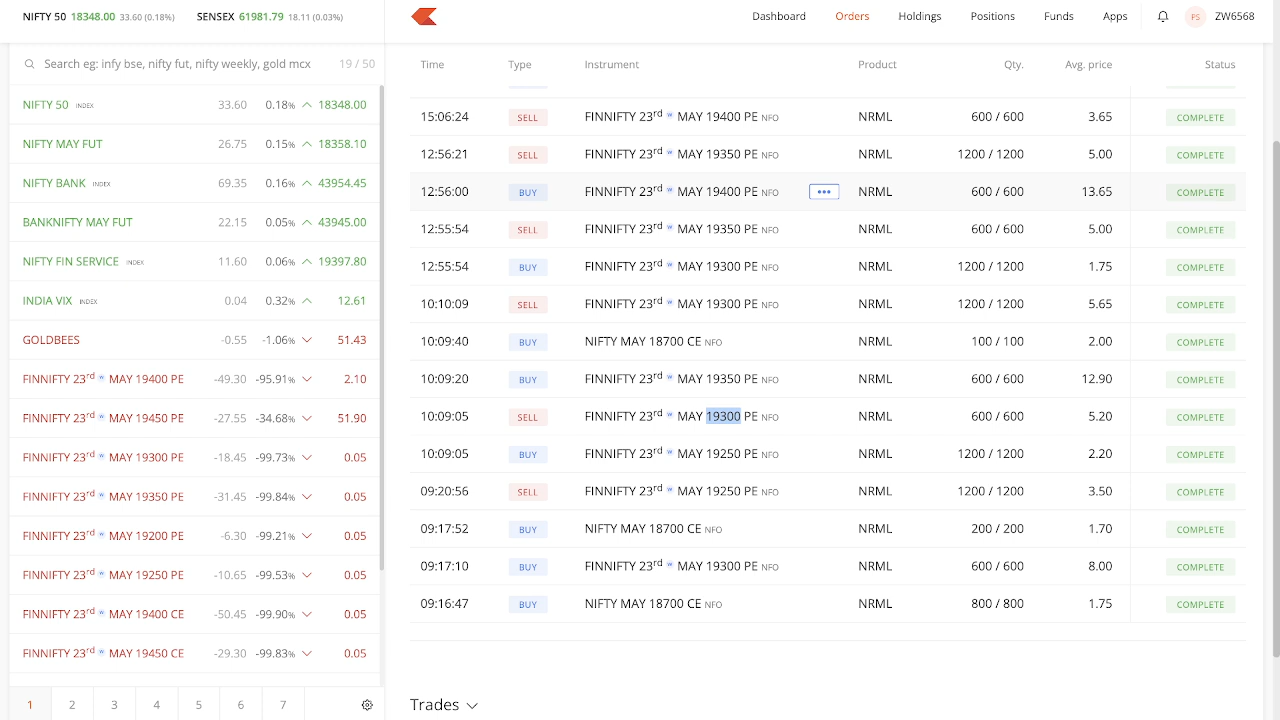 NIFTY 50 18348.00 33.60 (0.18%) SENSEX 61981.79 18.11 (0.03%)
Dashboard Orders Holdings Positions Funds Apps PS ZW6568
Search eg: infy bse, nifty fut, nifty weekly, gold mcx 19 / 50
NIFTY 50 INDEX 33.60 0.18% 18348.00
NIFTY MAY FUT 26.75 0.15% 18358.10
NIFTY BANK INDEX 69.35 0.16% 43954.45
BANKNIFTY MAY FUT 22.15 0.05% 43945.00
NIFTY FIN SERVICE INDEX 11.60 0.06% 19397.80
INDIA VIX INDEX 0.04 0.32% 12.61
GOLDBEES -0.55 -1.06% 51.43
FINNIFTY 23rd w MAY 19400 PE -49.30 -95.91% 2.10
FINNIFTY 23rd w MAY 19450 PE -27.55 -34.68% 51.90
FINNIFTY 23rd w MAY 19300 PE -18.45 -99.73% 0.05
FINNIFTY 23rd w MAY 19350 PE -31.45 -99.84% 0.05
FINNIFTY 23rd w MAY 19200 PE -6.30 -99.21% 0.05
FINNIFTY 23rd w MAY 19250 PE -10.65 -99.53% 0.05
FINNIFTY 23rd w MAY 19400 CE -50.45 -99.90% 0.05
FINNIFTY 23rd w MAY 19450 CE -29.30 -99.83% 0.05
1 2 3 4 5 6 7
Time Type Instrument Product Qty. Avg. price Status
15:06:24 SELL FINNIFTY 23rd w MAY 19400 PE NFO NRML 600 / 600 3.65 COMPLETE
12:56:21 SELL FINNIFTY 23rd w MAY 19350 PE NFO NRML 1200 / 1200 5.00 COMPLETE
12:56:00 BUY FINNIFTY 23rd w MAY 19400 PE NFO NRML 600 / 600 13.65 COMPLETE
12:55:54 SELL FINNIFTY 23rd w MAY 19350 PE NFO NRML 600 / 600 5.00 COMPLETE
12:55:54 BUY FINNIFTY 23rd w MAY 19300 PE NFO NRML 1200 / 1200 1.75 COMPLETE
10:10:09 SELL FINNIFTY 23rd w MAY 19300 PE NFO NRML 1200 / 1200 5.65 COMPLETE
10:09:40 BUY NIFTY MAY 18700 CE NFO NRML 100 / 100 2.00 COMPLETE
10:09:20 BUY FINNIFTY 23rd w MAY 19350 PE NFO NRML 600 / 600 12.90 COMPLETE
10:09:05 SELL FINNIFTY 23rd w MAY 19300 PE NFO NRML 600 / 600 5.20 COMPLETE
10:09:05 BUY FINNIFTY 23rd w MAY 19250 PE NFO NRML 1200 / 1200 2.20 COMPLETE
09:20:56 SELL FINNIFTY 23rd w MAY 19250 PE NFO NRML 1200 / 1200 3.50 COMPLETE
09:17:52 BUY NIFTY MAY 18700 CE NFO NRML 200 / 200 1.70 COMPLETE
09:17:10 BUY FINNIFTY 23rd w MAY 19300 PE NFO NRML 600 / 600 8.00 COMPLETE
09:16:47 BUY NIFTY MAY 18700 CE NFO NRML 800 / 800 1.75 COMPLETE
Trades